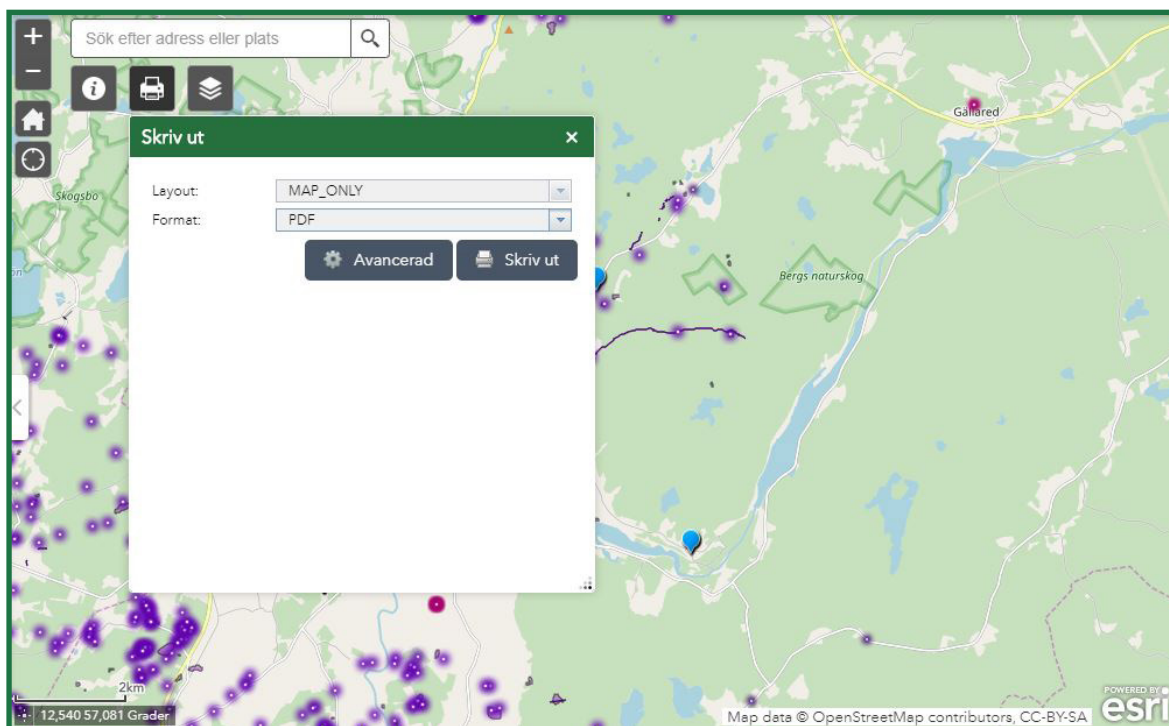 +
Sök efter adress eller plats
−
Gällared
Skriv ut ×
Layout: MAP_ONLY
Skogsbo
Format: PDF
Avancerad Skriv ut
Bergs naturskog
on
2km
12,540 57,081 Grader
Map data © OpenStreetMap contributors, CC-BY-SA
POWERED BY
esri